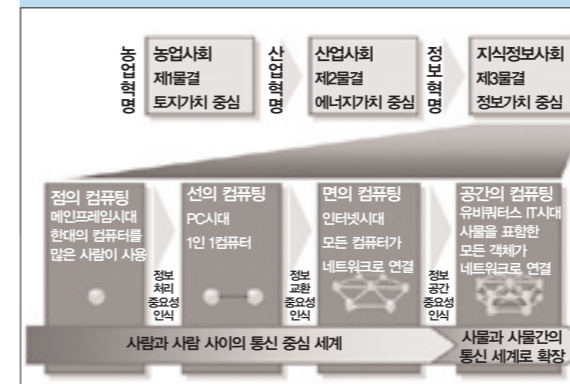 농업혁명
농업사회
제1물결
토지가치 중심
산업혁명
산업사회
제2물결
에너지가치 중심
정보혁명
지식정보사회
제3물결
정보가치 중심
점의 컴퓨팅
메인프레임시대
한대의 컴퓨터를
많은 사람이 사용
정보
처리
중요성
인식
선의 컴퓨팅
PC시대
1인 1컴퓨터
정보
교환
중요성
인식
면의 컴퓨팅
인터넷시대
모든 컴퓨터가
네트워크로 연결
정보
공간
중요성
인식
공간의 컴퓨팅
유비쿼터스 IT시대
사물을 포함한
모든 객체가
네트워크로 연결
사람과 사람 사이의 통신 중심 세계
사물과 사물간의
통신 세계로 확장